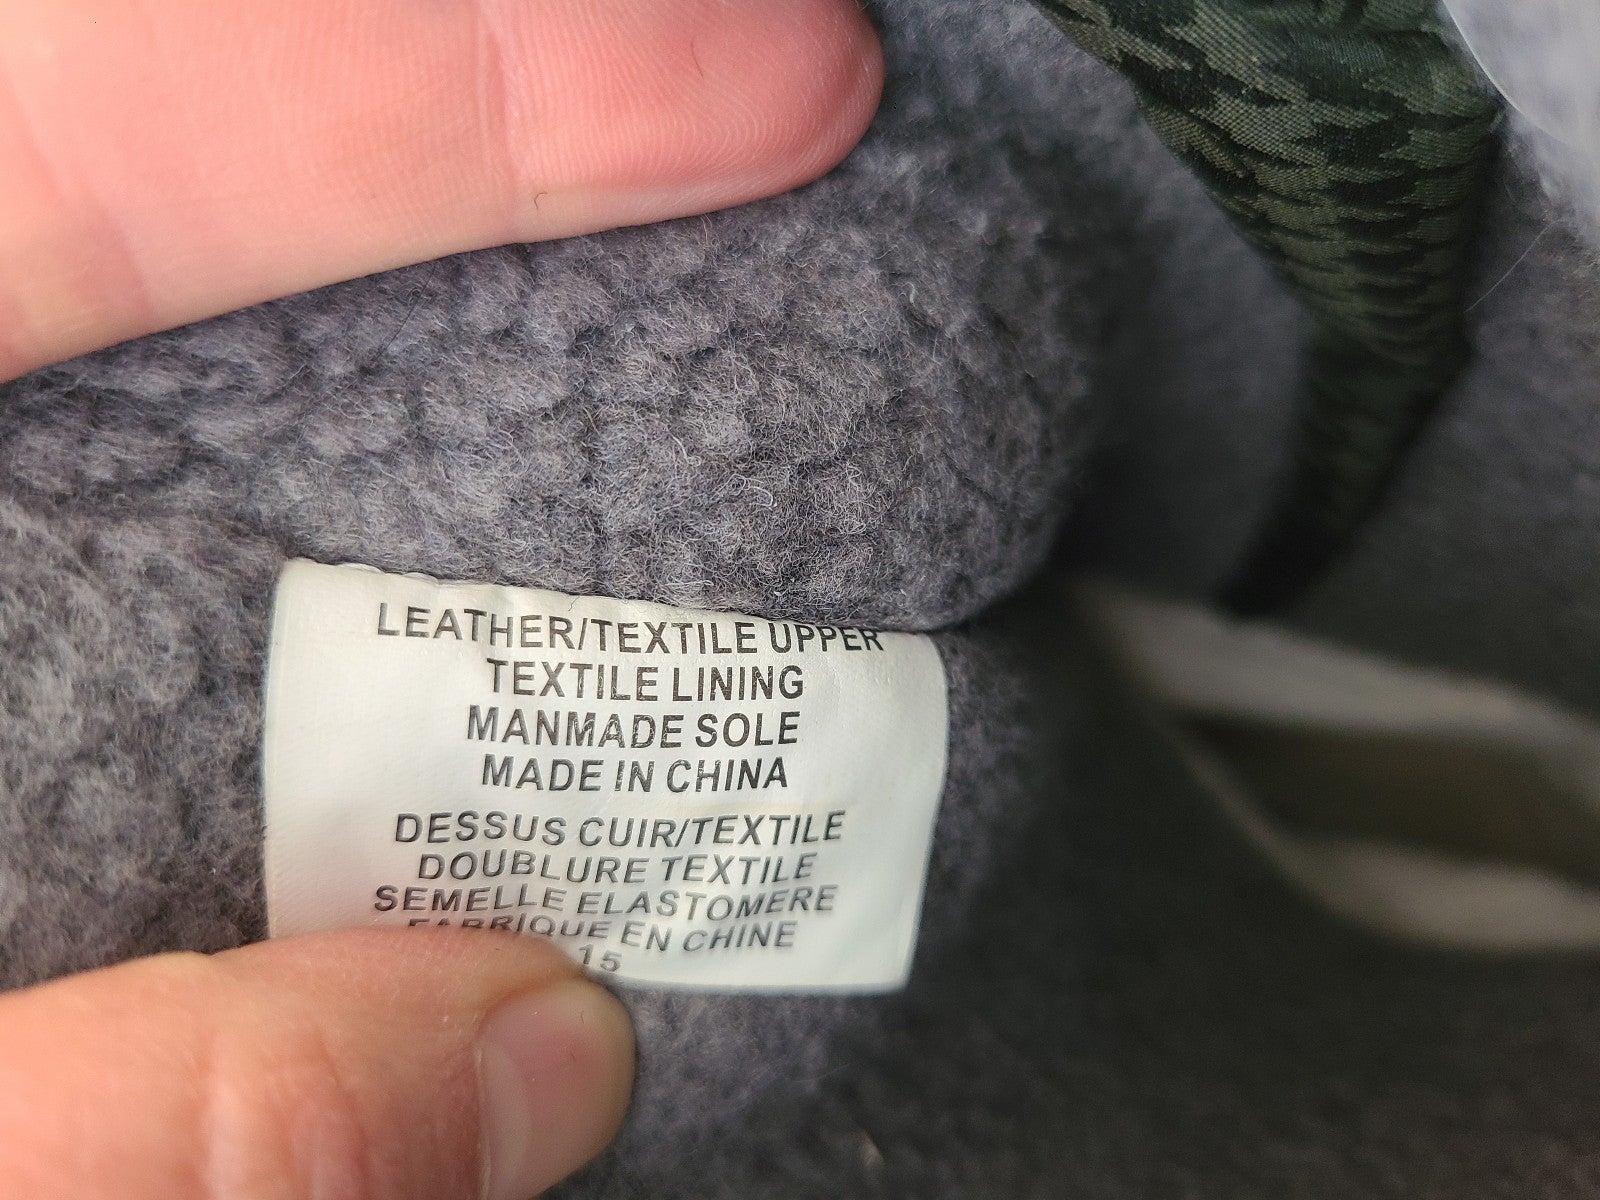 LEATHER/TEXTILE UPPER
TEXTILE LINING
MANMADE SOLE
MADE IN CHINA
DESSUS CUIR/TEXTILE
DOUBLURE TEXTILE
SEMELLE ELASTOMERE
FABRIQUE EN CHINE
15